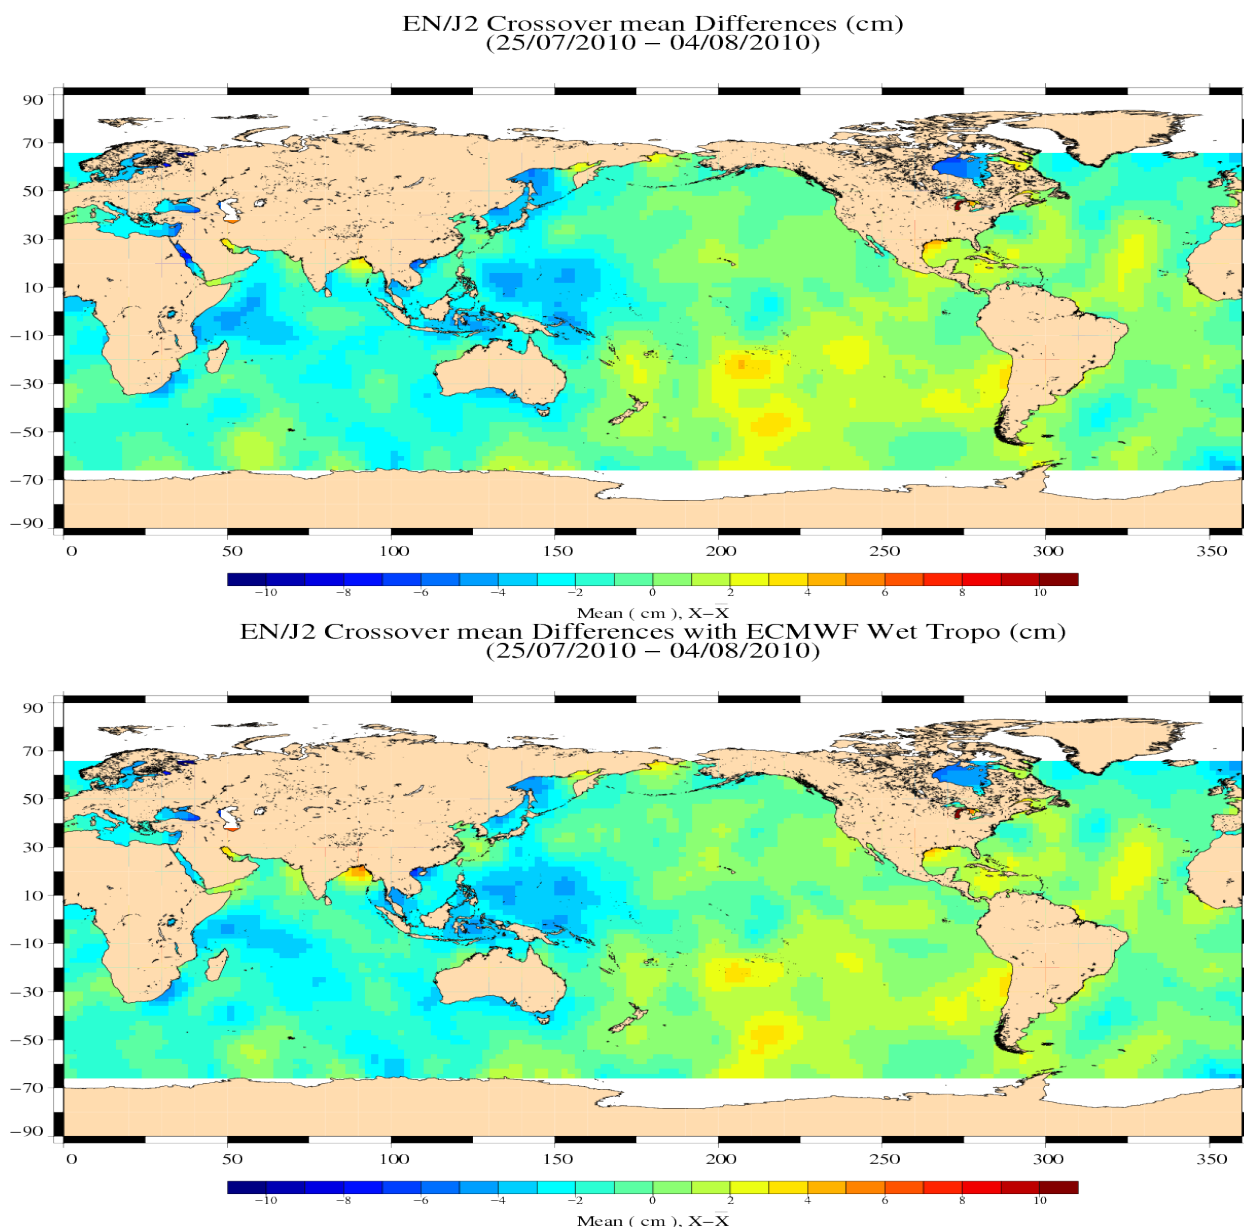 EN/J2 Crossover mean Differences (cm)
(25/07/2010 − 04/08/2010)
90
70
50
30
10
−10
−30
−50
−70
−90
0 50 100 150 200 250 300 350
−10 −8 −6 −4 −2 0 2 4 6 8 10
Mean ( cm ), X−X̅
EN/J2 Crossover mean Differences with ECMWF Wet Tropo (cm)
(25/07/2010 − 04/08/2010)
90
70
50
30
10
−10
−30
−50
−70
−90
0 50 100 150 200 250 300 350
−10 −8 −6 −4 −2 0 2 4 6 8 10
Mean ( cm ), X−X̅